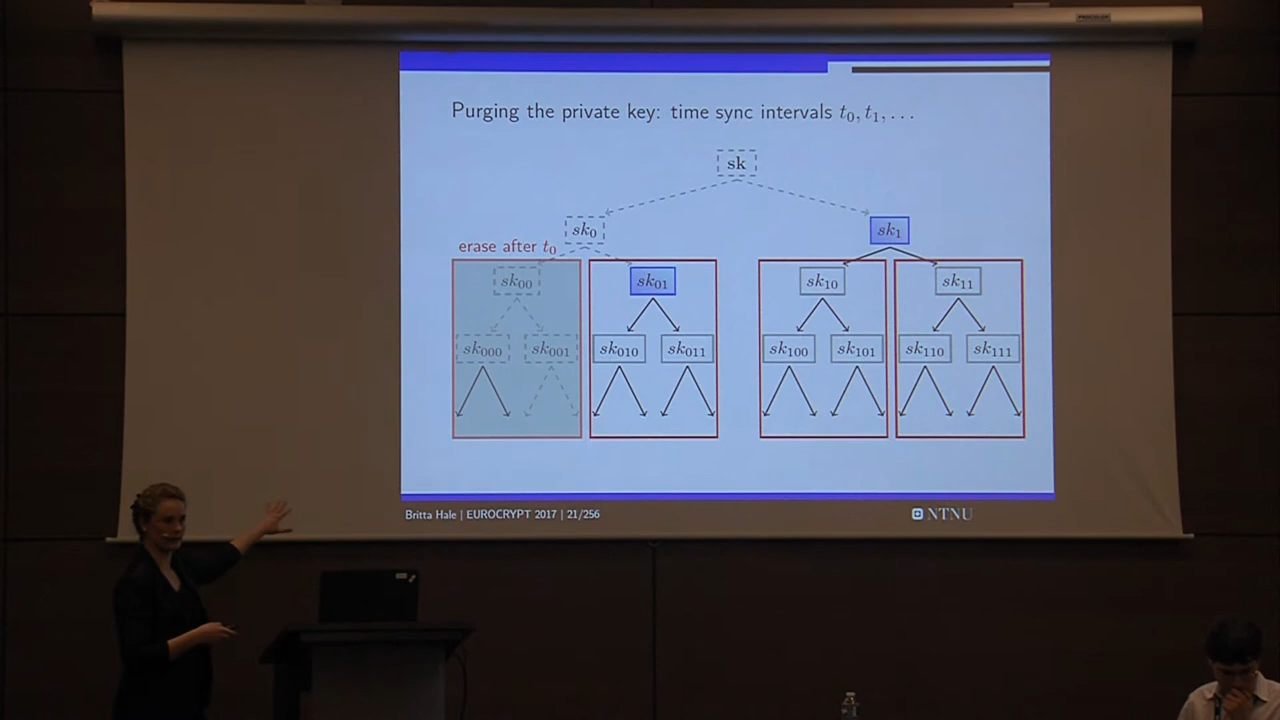 Purging the private key: time sync intervals t₀, t₁, . . .
sk
sk₀
sk₁
erase after t₀
sk₀₀
sk₀₁
sk₁₀
sk₁₁
sk₀₀₀
sk₀₀₁
sk₀₁₀
sk₀₁₁
sk₁₀₀
sk₁₀₁
sk₁₁₀
sk₁₁₁
Britta Hale | EUROCRYPT 2017 | 21/256
NTNU